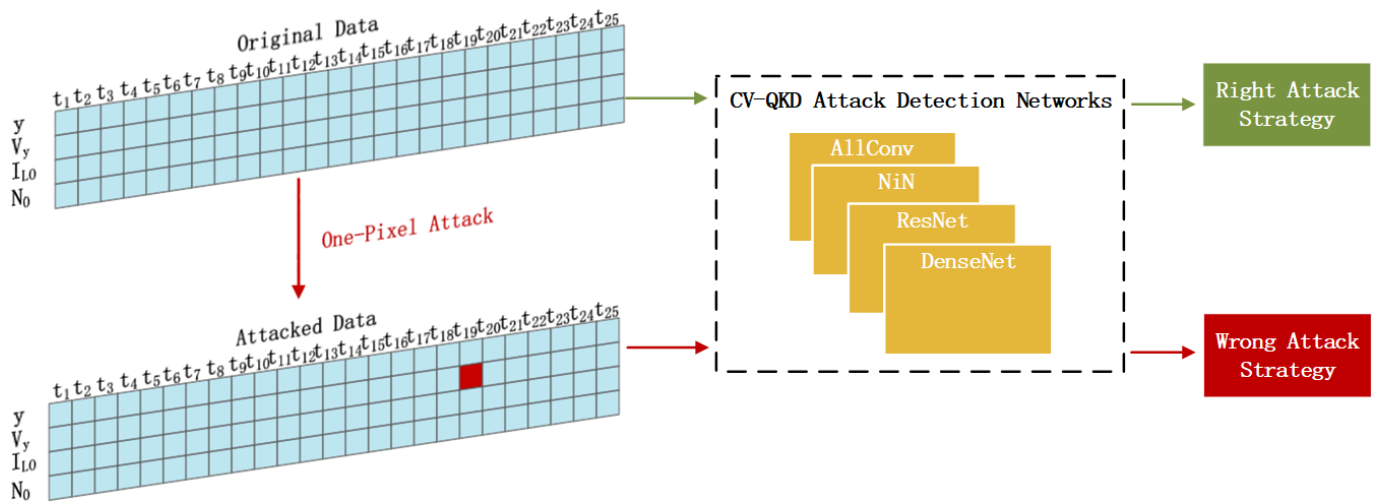 Original Data
t1 t2 t3 t4 t5 t6 t7 t8 t9 t10 t11 t12 t13 t14 t15 t16 t17 t18 t19 t20 t21 t22 t23 t24 t25
y
Vy
ILO
N0
One-Pixel Attack
Attacked Data
t1 t2 t3 t4 t5 t6 t7 t8 t9 t10 t11 t12 t13 t14 t15 t16 t17 t18 t19 t20 t21 t22 t23 t24 t25
y
Vy
ILO
N0
CV-QKD Attack Detection Networks
AllConv
NiN
ResNet
DenseNet
Right Attack
Strategy
Wrong Attack
Strategy